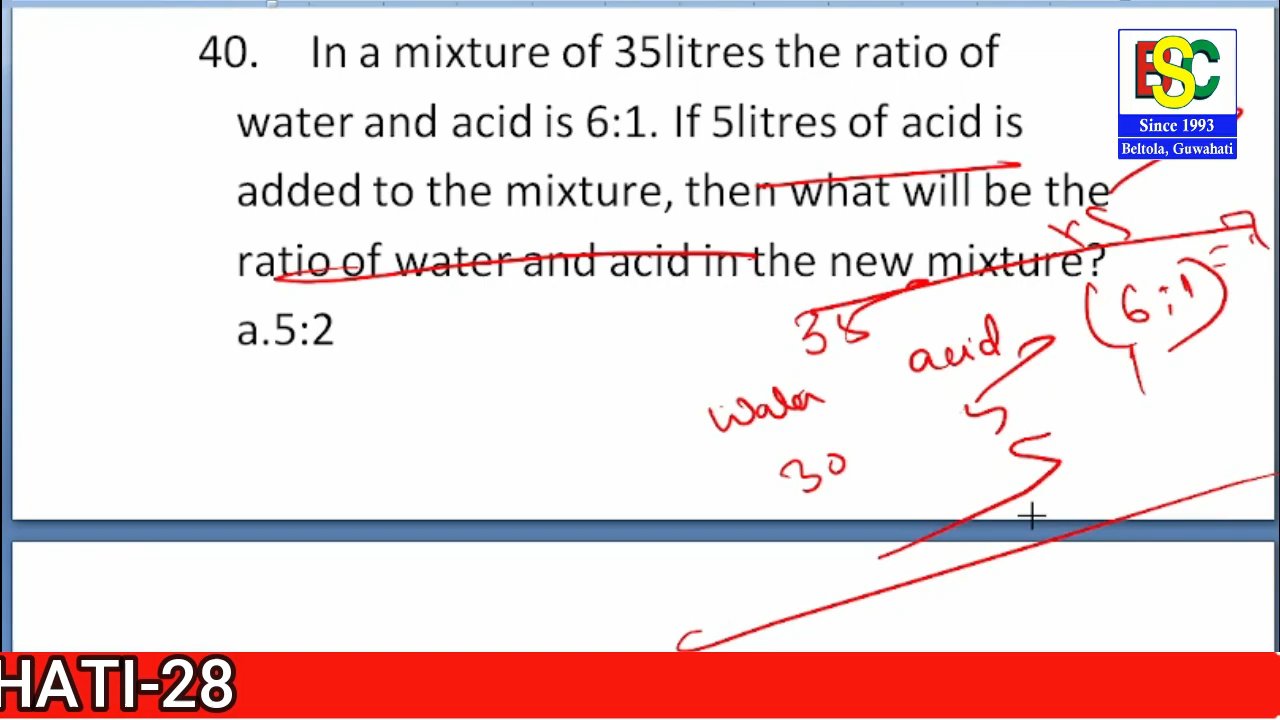 40. In a mixture of 35litres the ratio of
water and acid is 6:1. If 5litres of acid is
added to the mixture, then what will be the
ratio of water and acid in the new mixture?
a.5:2
BSC
Since 1993
Beltola, Guwahati
(6:1)
35
acid
water
5
5
30
HATI-28